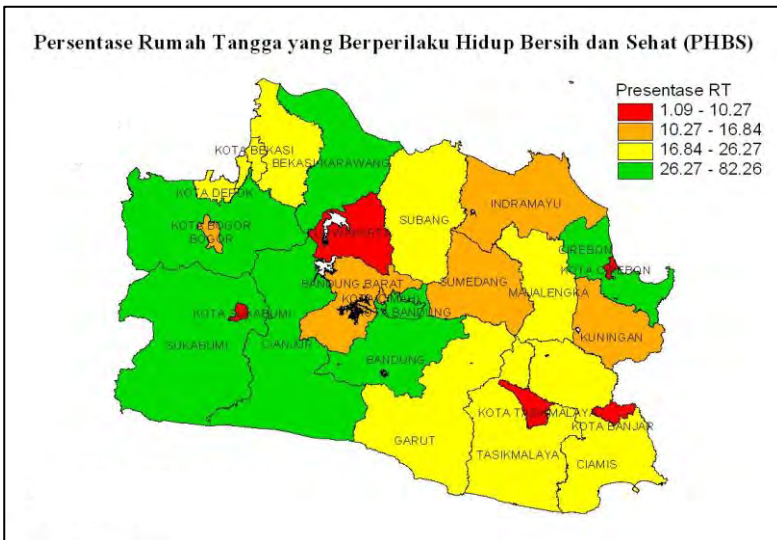 Persentase Rumah Tangga yang Berperilaku Hidup Bersih dan Sehat (PHBS)
Presentase RT
1.09 - 10.27
10.27 - 16.84
16.84 - 26.27
26.27 - 82.26
KOTA BEKASI
BEKASI
KARAWANG
KOTA DEPOK
SUBANG
INDRAMAYU
KOTA BOGOR
BOGOR
CIREBON
KOTA CIREBON
BANDUNG BARAT
SUMEDANG
MAJALENGKA
KOTA BANDUNG
KOTA SUKABUMI
KUNINGAN
SUKABUMI
CIANJUR
BANDUNG
KOTA TASIKMALAYA
KOTA BANJAR
GARUT
TASIKMALAYA
CIAMIS